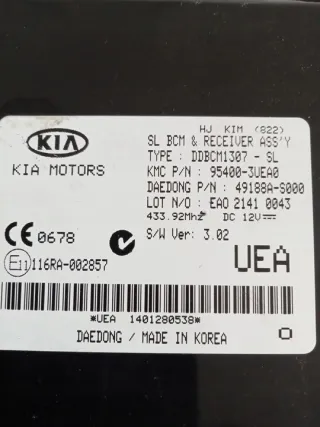 HJ KIM (822)
SL BCM & RECEIVER ASS'Y
TYPE : DDBCM1307 - SL
KIA
KIA MOTORS
KMC P/N : 95400-3UEA0
DAEDONG P/N : 49188A-S000
LOT N/O : EAO 2141 0043
433.92Mhz DC 12V
CE 0678
S/W Ver: 3.02
E11 116RA-002857
UEA
*UEA 1401280538*
DAEDONG / MADE IN KOREA
O